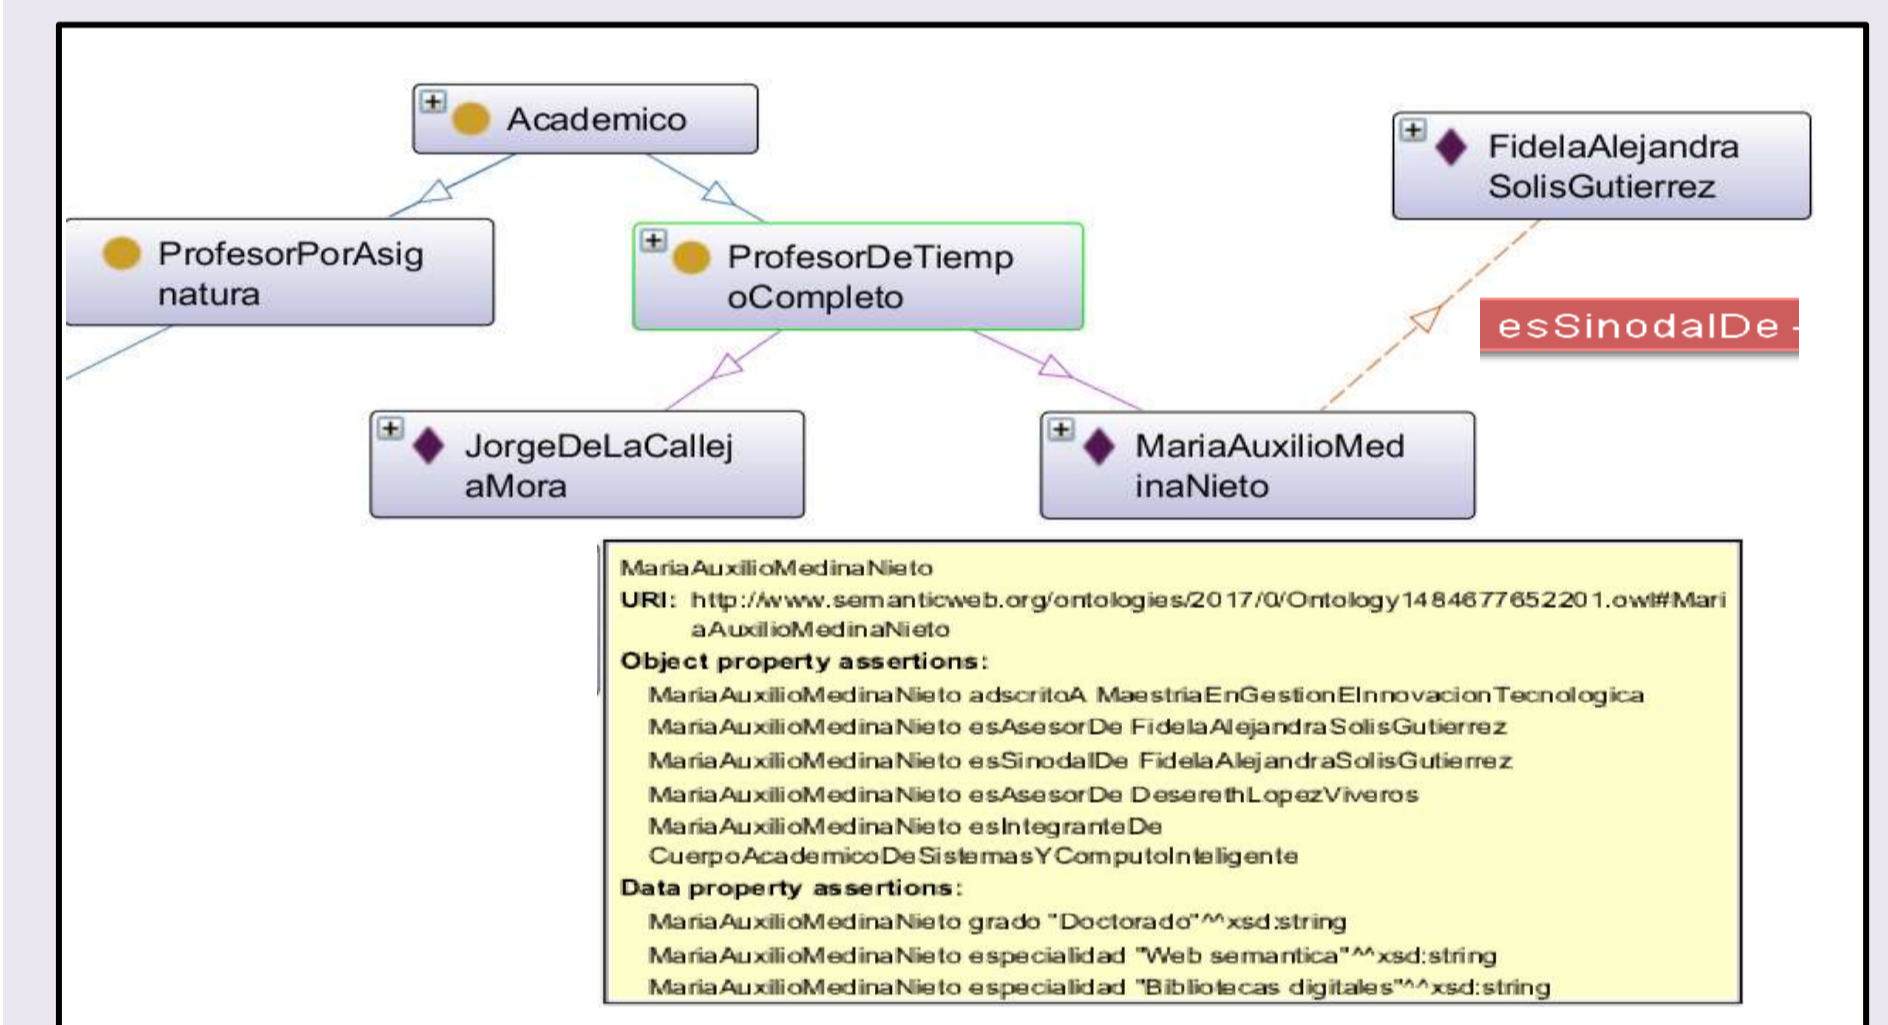 Academico
FidelaAlejandra
SolisGutierrez
ProfesorPorAsig
natura
ProfesorDeTiemp
oCompleto
esSinodalDe -
JorgeDeLaCallej
aMora
MariaAuxilioMed
inaNieto
MariaAuxilioMedinaNieto
URI: http://www.semanticweb.org/ontologies/2017/0/Ontology1484677652201.owl#Mari
aAuxilioMedinaNieto
Object property assertions:
MariaAuxilioMedinaNieto adscritoA MaestriaEnGestionEInnovacionTecnologica
MariaAuxilioMedinaNieto esAsesorDe FidelaAlejandraSolisGutierrez
MariaAuxilioMedinaNieto esSinodalDe FidelaAlejandraSolisGutierrez
MariaAuxilioMedinaNieto esAsesorDe DeserethLopezViveros
MariaAuxilioMedinaNieto esIntegranteDe
CuerpoAcademicoDeSistemasYComputoInteligente
Data property assertions:
MariaAuxilioMedinaNieto grado "Doctorado"^^xsd:string
MariaAuxilioMedinaNieto especialidad "Web semantica"^^xsd:string
MariaAuxilioMedinaNieto especialidad "Bibliotecas digitales"^^xsd:string